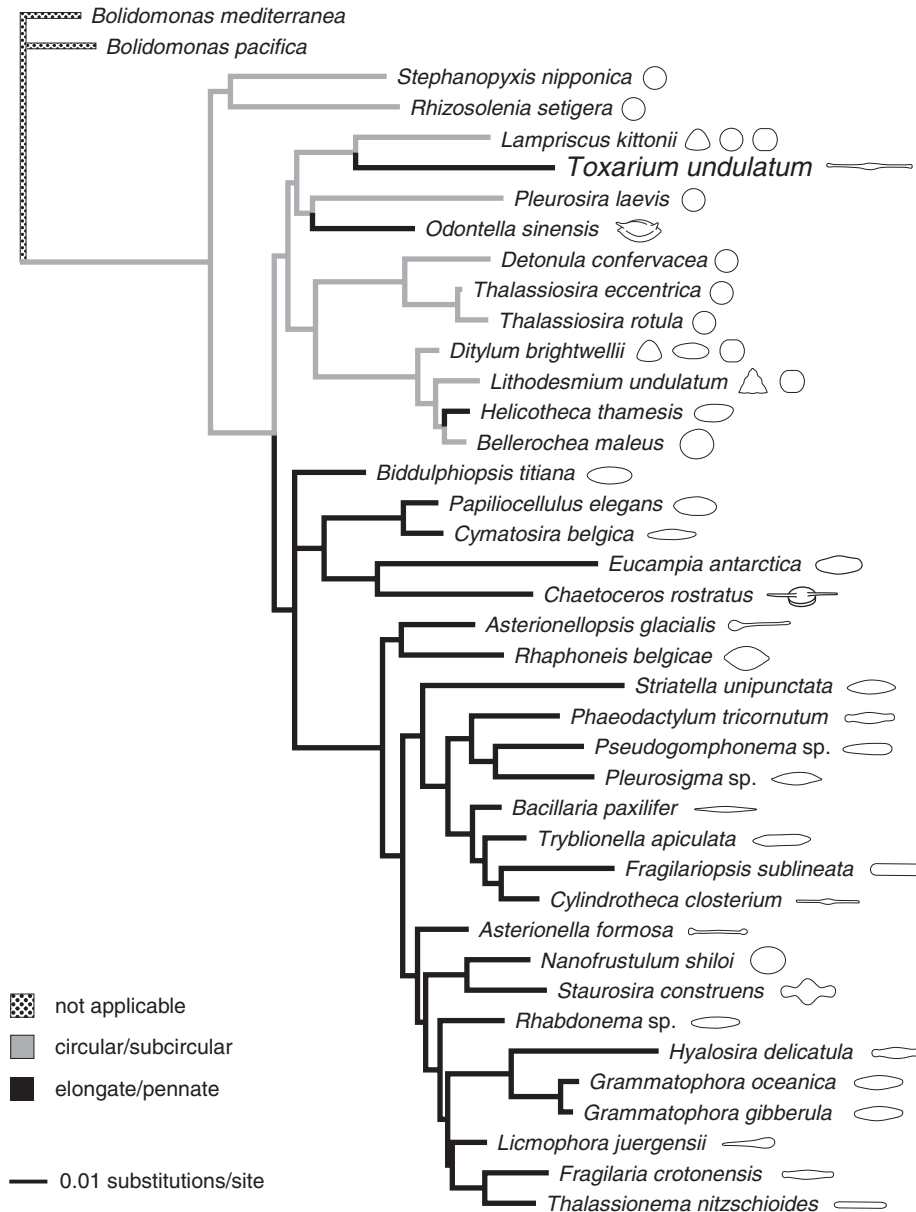 Bolidomonas mediterranea
Bolidomonas pacifica
Stephanopyxis nipponica
Rhizosolenia setigera
Lampriscus kittonii
Toxarium undulatum
Pleurosira laevis
Odontella sinensis
Detonula confervacea
Thalassiosira eccentrica
Thalassiosira rotula
Ditylum brightwellii
Lithodesmium undulatum
Helicotheca thamesis
Bellerochea maleus
Biddulphiopsis titiana
Papiliocellulus elegans
Cymatosira belgica
Eucampia antarctica
Chaetoceros rostratus
Asterionellopsis glacialis
Rhaphoneis belgicae
Striatella unipunctata
Phaeodactylum tricornutum
Pseudogomphonema sp.
Pleurosigma sp.
Bacillaria paxilifer
Tryblionella apiculata
Fragilariopsis sublineata
Cylindrotheca closterium
Asterionella formosa
Nanofrustulum shiloi
Staurosira construens
Rhabdonema sp.
Hyalosira delicatula
Grammatophora oceanica
Grammatophora gibberula
Licmophora juergensii
Fragilaria crotonensis
Thalassionema nitzschioides
not applicable
circular/subcircular
elongate/pennate
0.01 substitutions/site